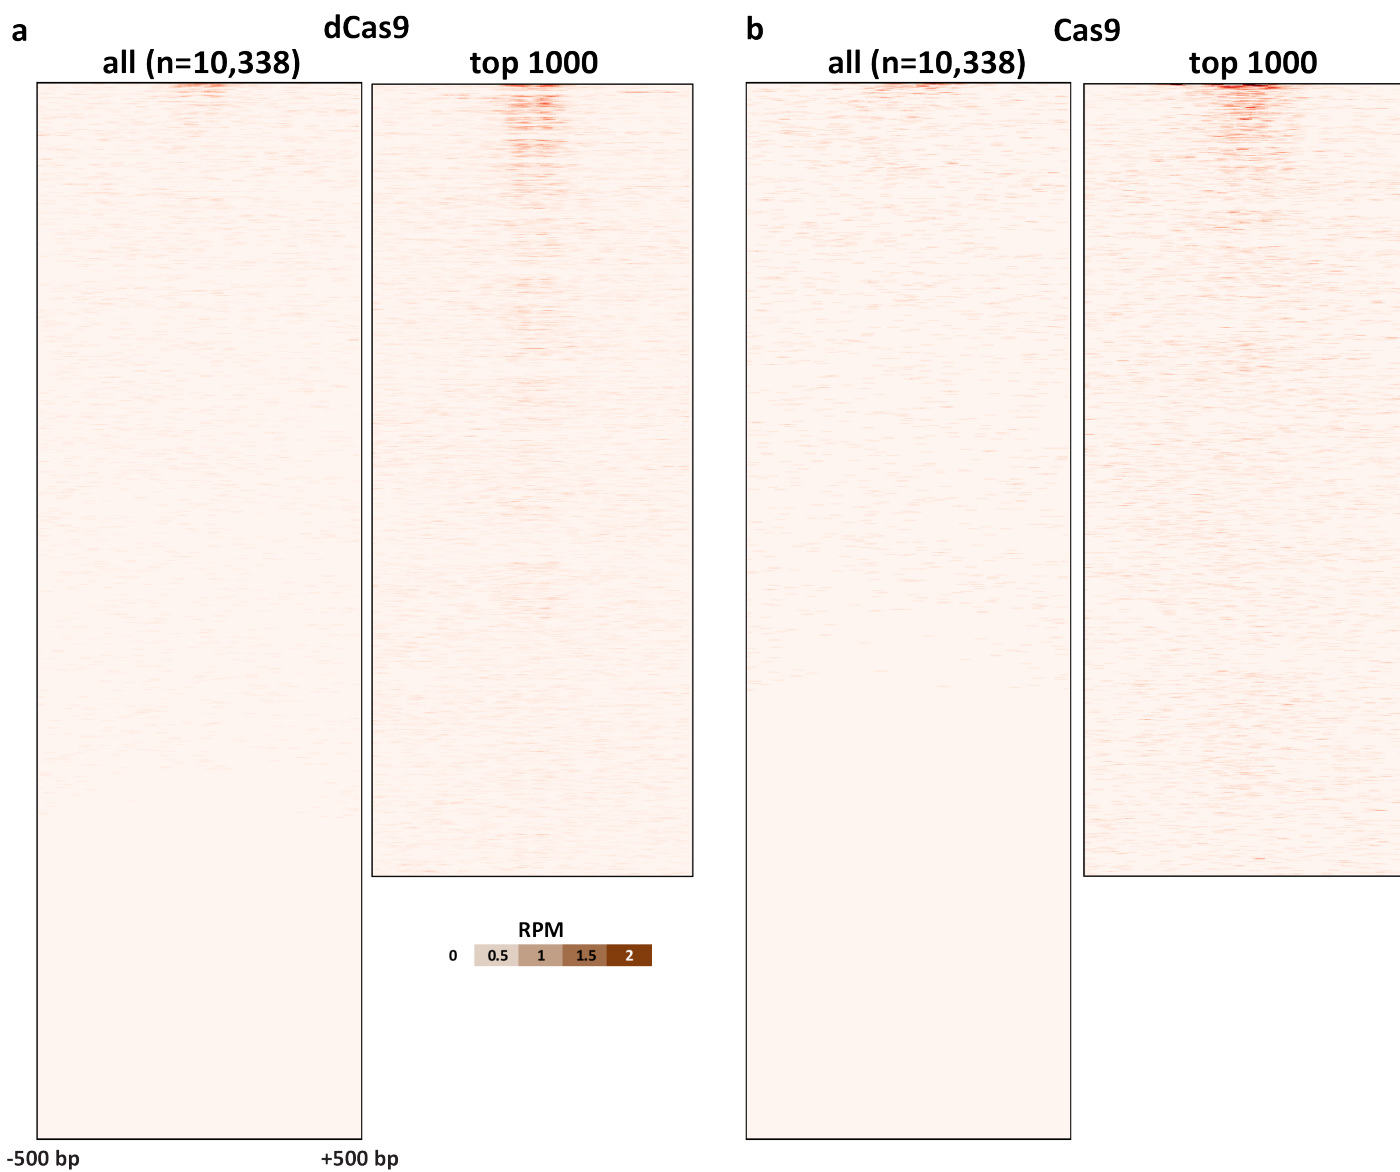 a
dCas9
all (n=10,338)
top 1000
b
Cas9
all (n=10,338)
top 1000
RPM
0 0.5 1 1.5 2
-500 bp
+500 bp